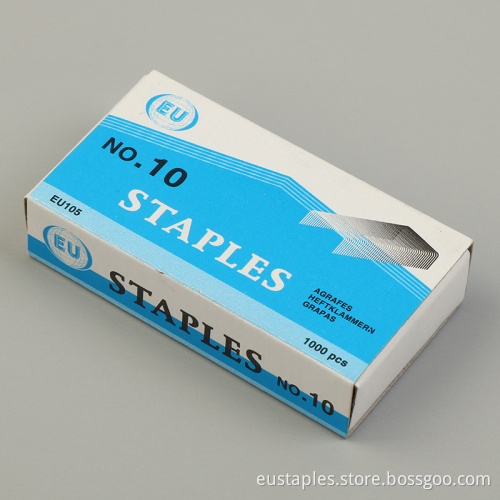 EU
NO. 10
STAPLES
EU105
AGRAFES
HEFTKLAMMERN
GRAPAS
1000 pcs
EU
STAPLES
NO. 10
eustaples.store.bossgoo.com